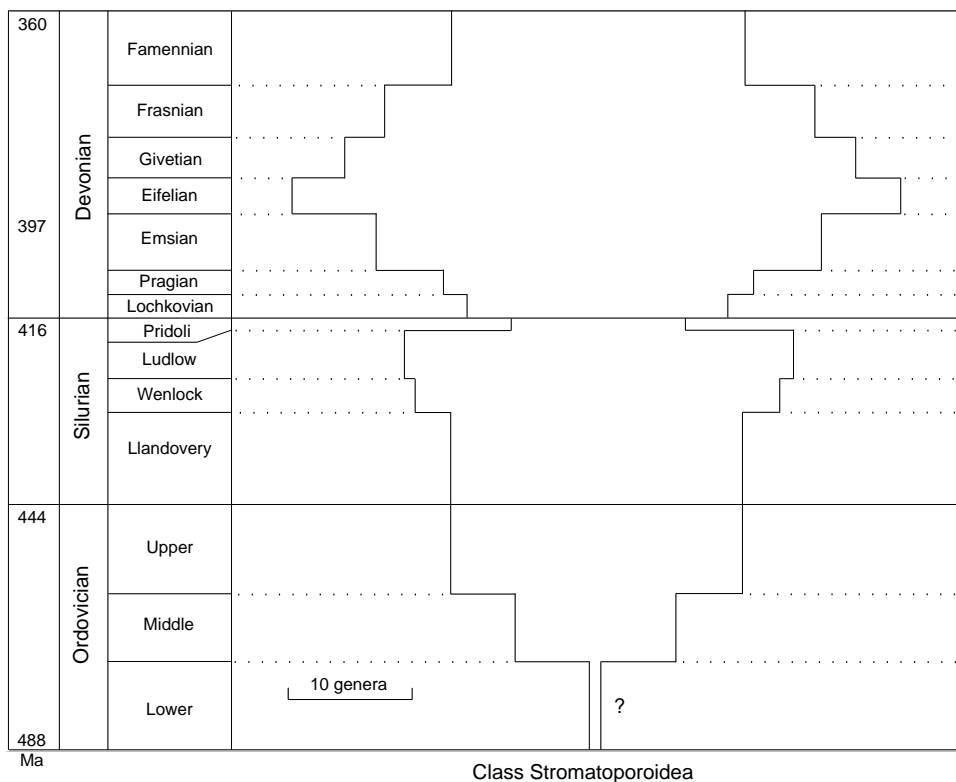 360
Famennian
Frasnian
Givetian
Devonian
Eifelian
397
Emsian
Pragian
Lochkovian
416
Pridoli
Ludlow
Silurian
Wenlock
Llandovery
444
Upper
Ordovician
Middle
10 genera
Lower
?
488
Ma
Class Stromatoporoidea